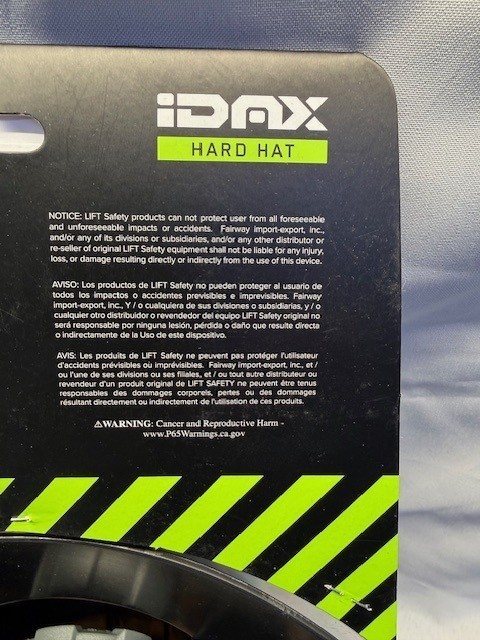 iDAX
HARD HAT
NOTICE: LIFT Safety products can not protect user from all foreseeable
and unforeseeable impacts or accidents. Fairway import-export, inc.,
and/or any of its divisions or subsidiaries, and/or any other distributor or
re-seller of original LIFT Safety equipment shall not be liable for any injury,
loss, or damage resulting directly or indirectly from the use of this device.
AVISO: Los productos de LIFT Safety no pueden proteger al usuario de
todos los impactos o accidentes previsibles e imprevisibles. Fairway
import-export, inc., Y / o cualquiera de sus divisiones o subsidiarias, y / o
cualquier otro distribuidor o revendedor del equipo LIFT Safety original no
será responsable por ninguna lesión, pérdida o daño que resulte directa
o indirectamente de la Uso de este dispositivo.
AVIS: Les produits de LIFT Safety ne peuvent pas protéger l'utilisateur
d'accidents prévisibles ou imprévisibles. Fairway import-export, inc., et /
ou l'une de ses divisions ou ses filiales, et / ou tout autre distributeur ou
revendeur d'un produit original de LIFT SAFETY ne peuvent être tenus
responsables des dommages corporels, pertes ou des dommages
résultant directement ou indirectement de l'utilisation de ces produits.
⚠WARNING: Cancer and Reproductive Harm -
www.P65Warnings.ca.gov